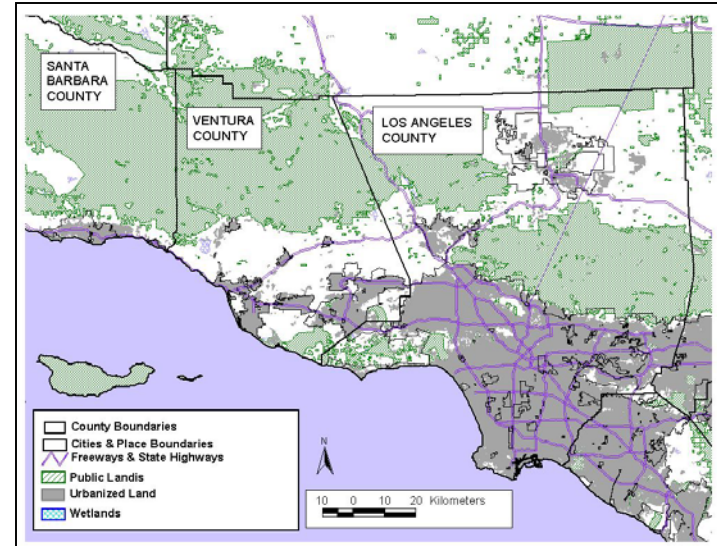 SANTA
BARBARA
COUNTY
VENTURA
COUNTY
LOS ANGELES
COUNTY
County Boundaries
Cities & Place Boundaries
Freeways & State Highways
Public Landis
Urbanized Land
Wetlands
N
10 0 10 20 Kilometers